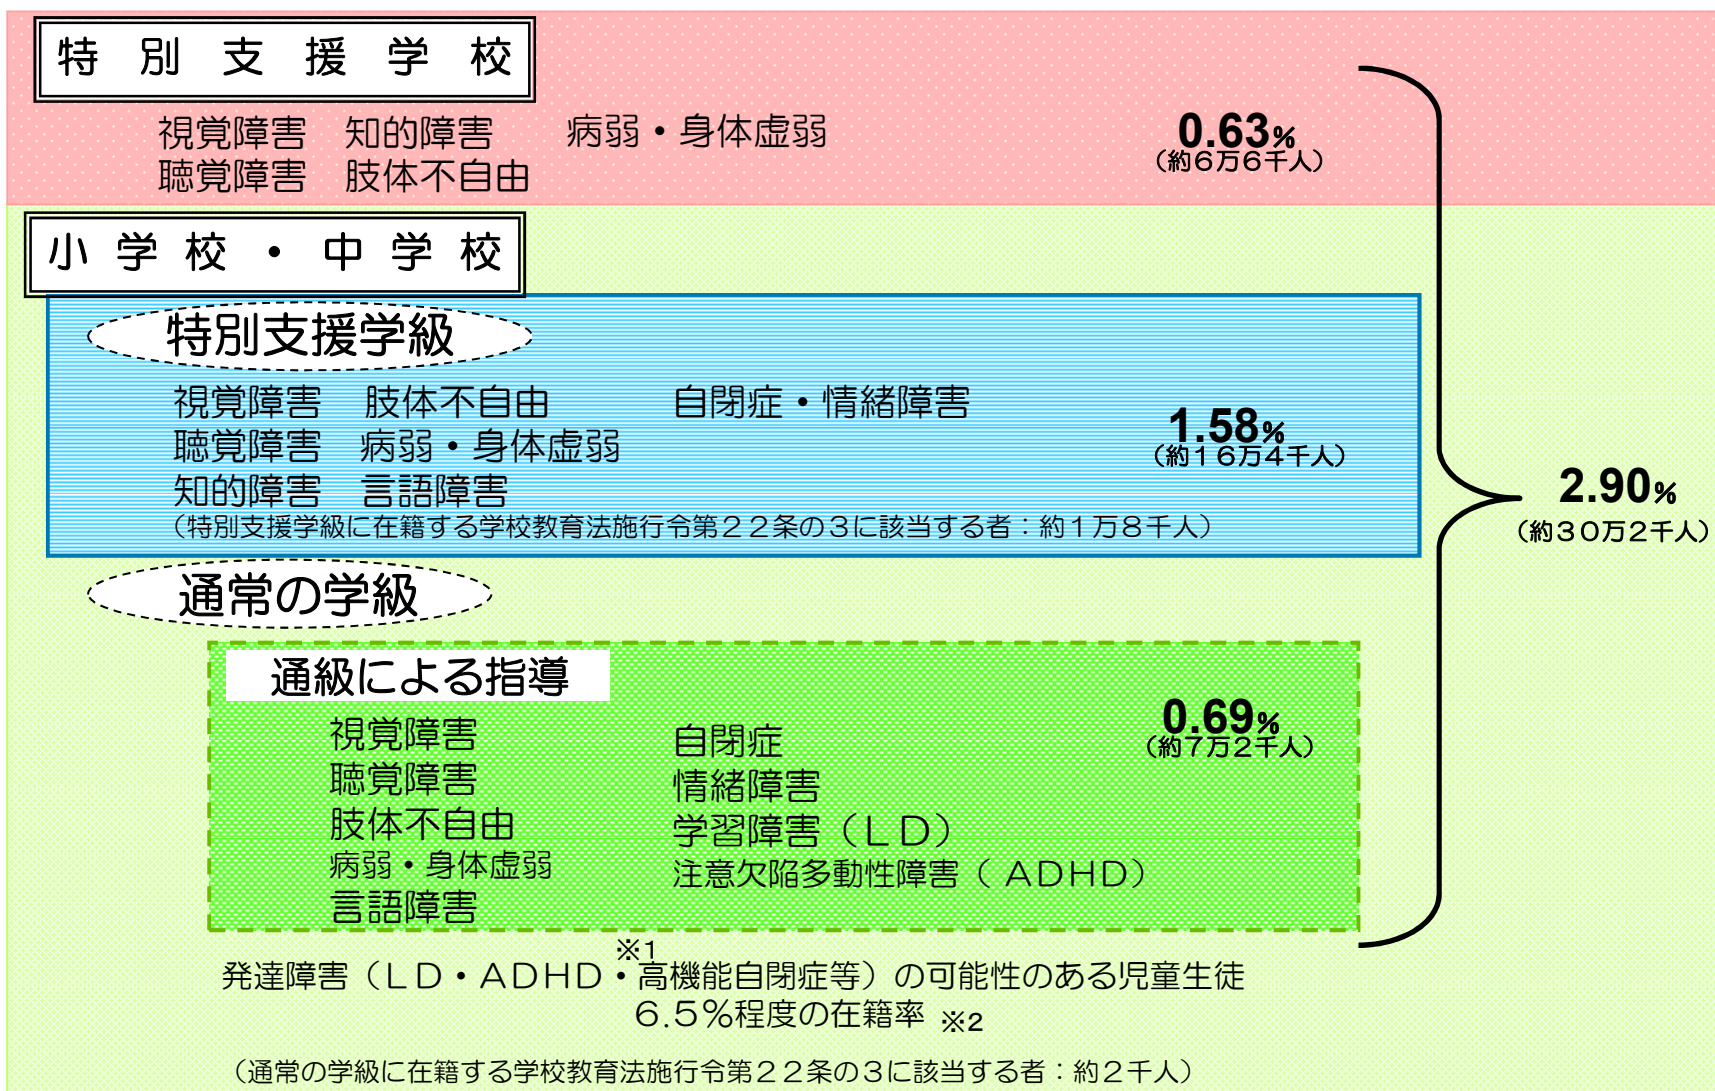 特別支援学校
視覚障害 知的障害 病弱・身体虚弱
聴覚障害 肢体不自由
0.63%
（約６万６千人）
小学校・中学校
特別支援学級
視覚障害 肢体不自由 自閉症・情緒障害
聴覚障害 病弱・身体虚弱
知的障害 言語障害
（特別支援学級に在籍する学校教育法施行令第２２条の３に該当する者：約１万８千人）
1.58%
（約１６万４千人）
2.90%
（約３０万２千人）
通常の学級
通級による指導
視覚障害
聴覚障害
肢体不自由
病弱・身体虚弱
言語障害
自閉症
情緒障害
学習障害（ＬＤ）
注意欠陥多動性障害（ＡＤＨＤ）
0.69%
（約７万２千人）
※1
発達障害（ＬＤ・ＡＤＨＤ・高機能自閉症等）の可能性のある児童生徒
６.５％程度の在籍率 ※2
（通常の学級に在籍する学校教育法施行令第２２条の３に該当する者：約２千人）